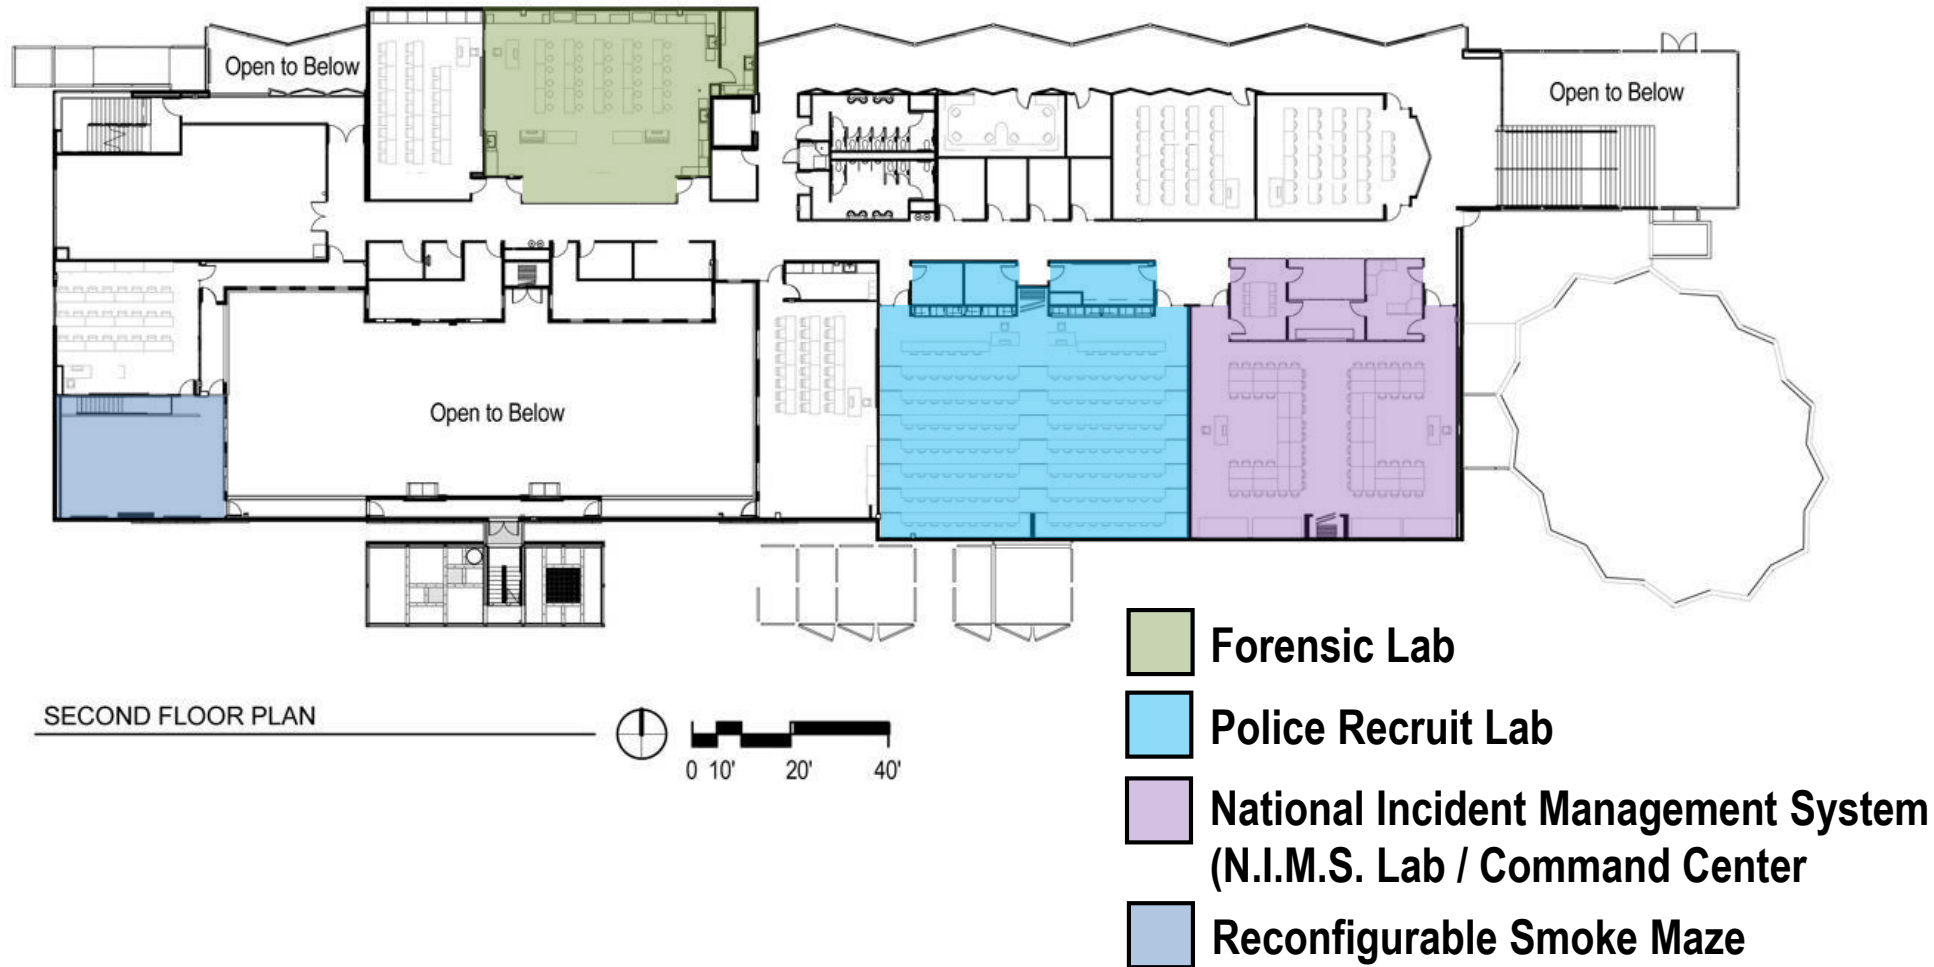 Open to Below
Open to Below
Open to Below
SECOND FLOOR PLAN
0 10' 20' 40'
Forensic Lab
Police Recruit Lab
National Incident Management System
(N.I.M.S. Lab / Command Center
Reconfigurable Smoke Maze